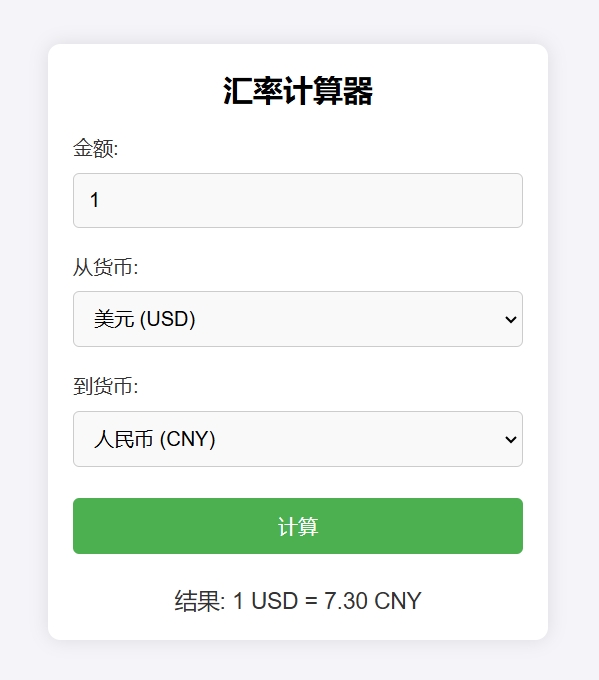 汇率计算器
金额:
1
从货币:
美元 (USD)
到货币:
人民币 (CNY)
计算
结果: 1 USD = 7.30 CNY